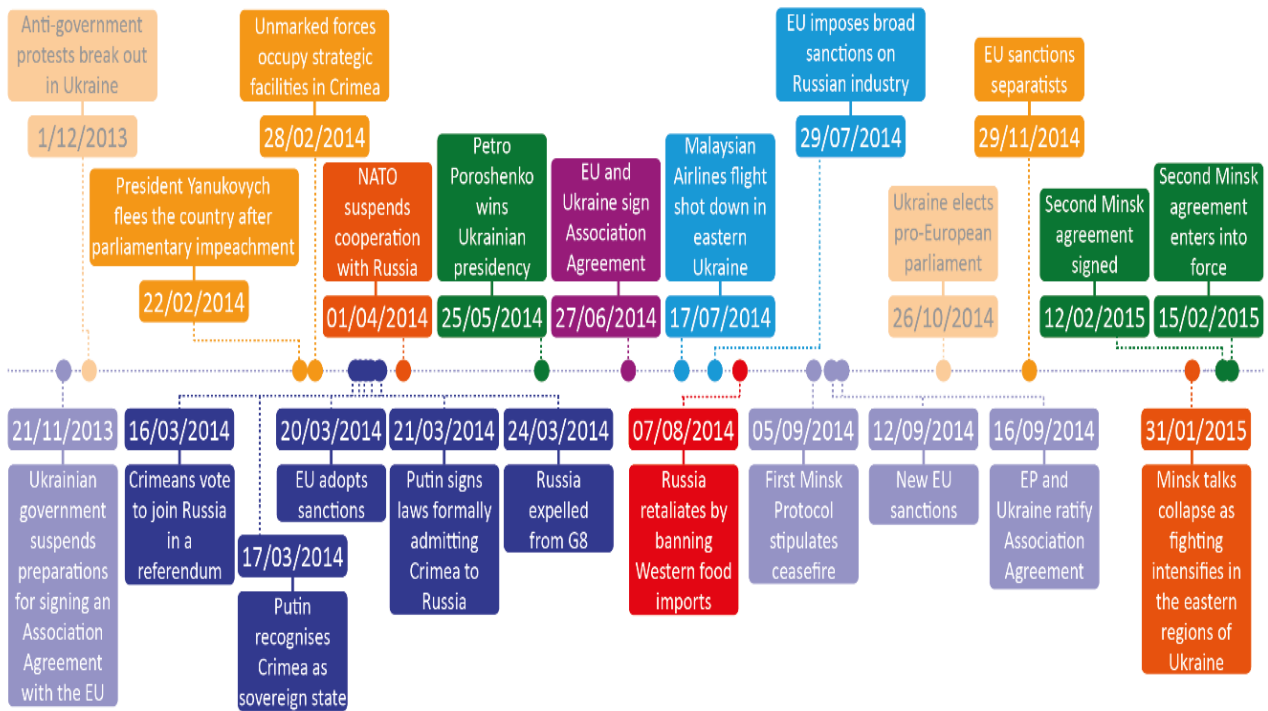 Anti-government
protests break out
in Ukraine
1/12/2013
President Yanukovych
flees the country after
parliamentary impeachment
22/02/2014
Unmarked forces
occupy strategic
facilities in Crimea
28/02/2014
NATO
suspends
cooperation
with Russia
01/04/2014
Petro
Poroshenko
wins
Ukrainian
presidency
25/05/2014
EU and
Ukraine sign
Association
Agreement
27/06/2014
Malaysian
Airlines flight
shot down in
eastern
Ukraine
17/07/2014
EU imposes broad
sanctions on
Russian industry
29/07/2014
Ukraine elects
pro-European
parliament
26/10/2014
EU sanctions
separatists
29/11/2014
Second Minsk
agreement
signed
12/02/2015
Second Minsk
agreement
enters into
force
15/02/2015
21/11/2013
Ukrainian
government
suspends
preparations
for signing an
Association
Agreement
with the EU
16/03/2014
Crimeans vote
to join Russia
in a
referendum
17/03/2014
Putin
recognises
Crimea as
sovereign state
20/03/2014
EU adopts
sanctions
21/03/2014
Putin signs
laws formally
admitting
Crimea to
Russia
24/03/2014
Russia
expelled
from G8
07/08/2014
Russia
retaliates by
banning
Western food
imports
05/09/2014
First Minsk
Protocol
stipulates
ceasefire
12/09/2014
New EU
sanctions
16/09/2014
EP and
Ukraine ratify
Association
Agreement
31/01/2015
Minsk talks
collapse as
fighting
intensifies in
the eastern
regions of
Ukraine